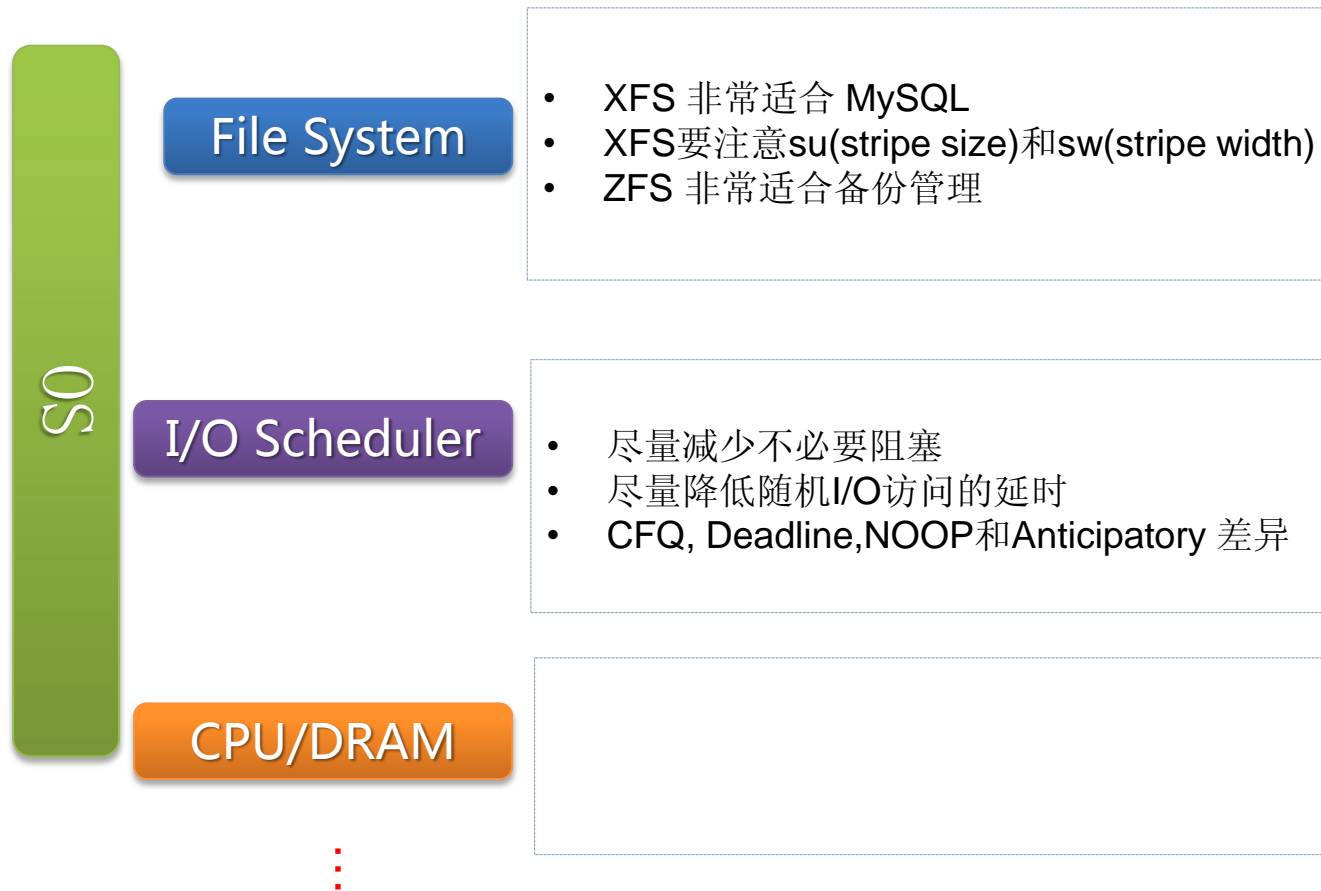 OS
File System
• XFS 非常适合 MySQL
• XFS要注意su(stripe size)和sw(stripe width)
• ZFS 非常适合备份管理
I/O Scheduler
• 尽量减少不必要阻塞
• 尽量降低随机I/O访问的延时
• CFQ, Deadline,NOOP和Anticipatory 差异
CPU/DRAM